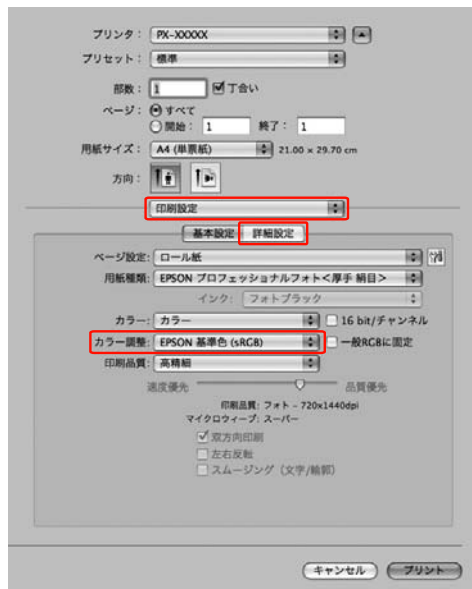 プリンタ： PX-XXXXX
プリセット： 標準
部数： 1 丁合い
ページ： すべて
開始： 1 終了： 1
用紙サイズ： A4 (単票紙) 21.00 x 29.70 cm
方向：
印刷設定
基本設定 詳細設定
ページ設定: ロール紙
用紙種類: EPSON プロフェッショナルフォト<厚手 絹目>
インク: フォトブラック
カラー: カラー 16 bit/チャンネル
カラー調整: EPSON 基準色 (sRGB) 一般RGBに固定
印刷品質: 高精細
速度優先 品質優先
印刷品質: フォト - 720x1440dpi
マイクロウィーブ: スーパー
双方向印刷
左右反転
スムージング (文字/輪郭)
キャンセル プリント